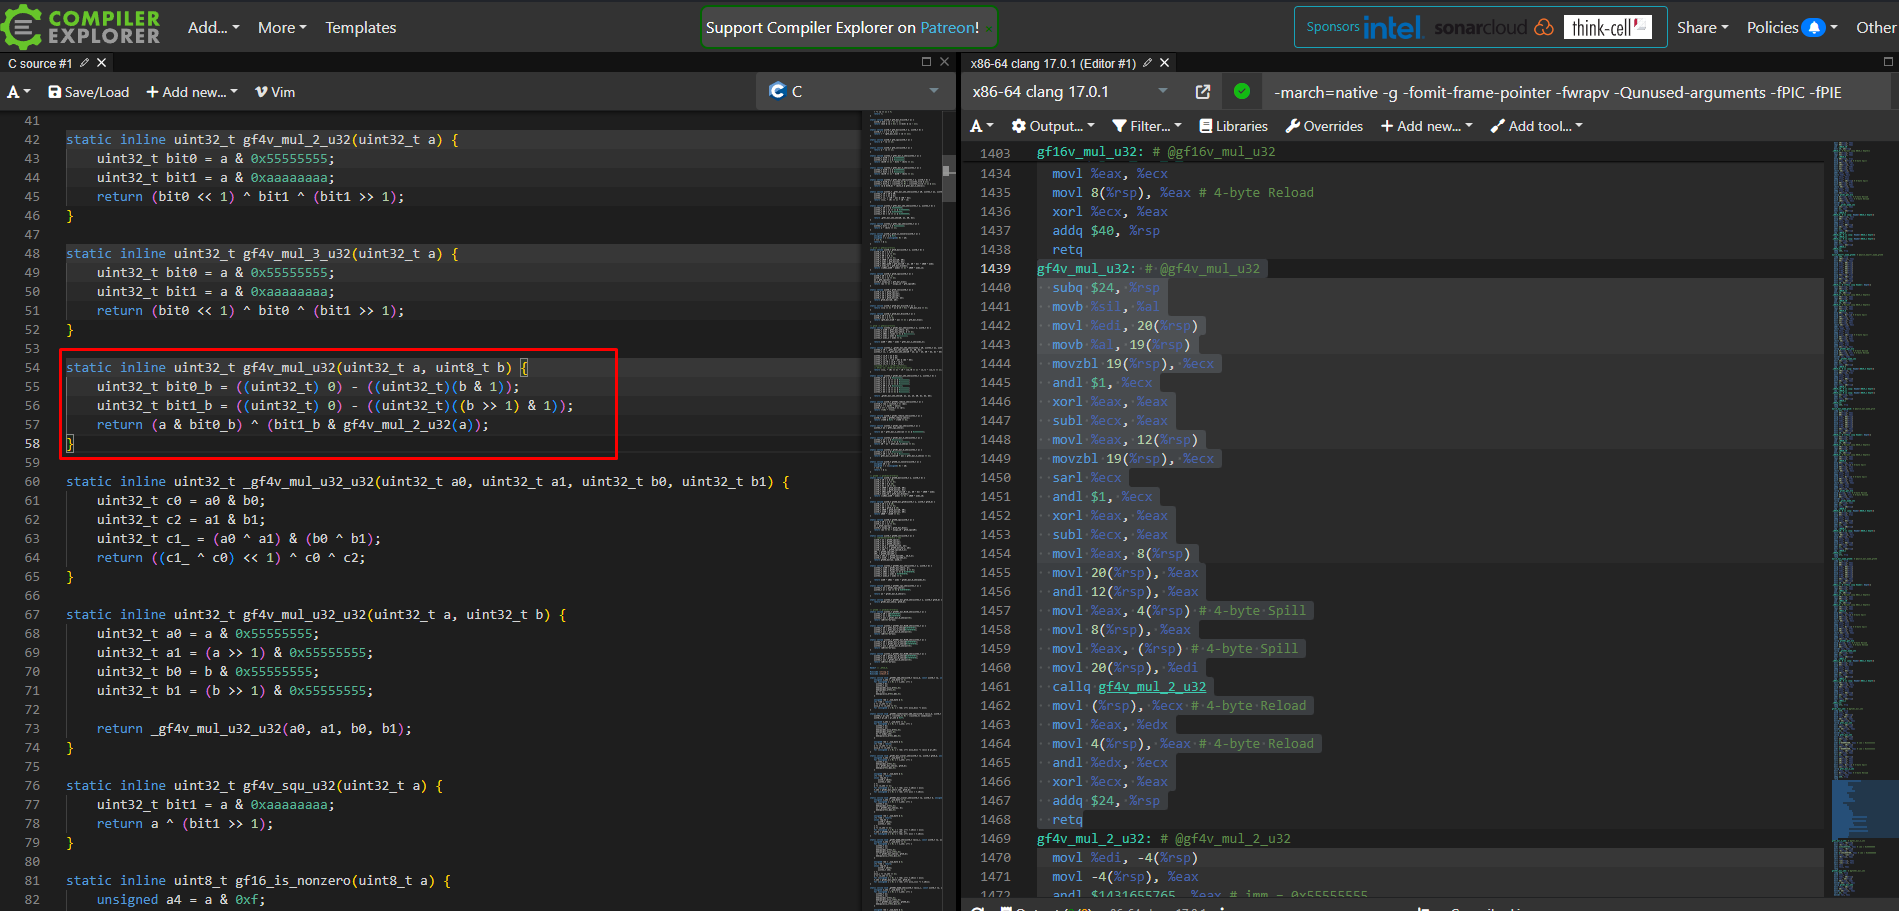 COMPILER
EXPLORER
Add...
More
Templates
Support Compiler Explorer on Patreon!
Sponsors intel. sonarcloud think-cell
Share
Policies
Other
C source #1
A
Save/Load
Add new...
Vim
C
41
42 static inline uint32_t gf4v_mul_2_u32(uint32_t a) {
43 uint32_t bit0 = a & 0x55555555;
44 uint32_t bit1 = a & 0xaaaaaaaa;
45 return (bit0 << 1) ^ bit1 ^ (bit1 >> 1);
46 }
47
48 static inline uint32_t gf4v_mul_3_u32(uint32_t a) {
49 uint32_t bit0 = a & 0x55555555;
50 uint32_t bit1 = a & 0xaaaaaaaa;
51 return (bit0 << 1) ^ bit0 ^ (bit1 >> 1);
52 }
53
54 static inline uint32_t gf4v_mul_u32(uint32_t a, uint8_t b) {
55 uint32_t bit0_b = ((uint32_t) 0) - ((uint32_t)(b & 1));
56 uint32_t bit1_b = ((uint32_t) 0) - ((uint32_t)((b >> 1) & 1));
57 return (a & bit0_b) ^ (bit1_b & gf4v_mul_2_u32(a));
58 }
59
60 static inline uint32_t _gf4v_mul_u32_u32(uint32_t a0, uint32_t a1, uint32_t b0, uint32_t b1) {
61 uint32_t c0 = a0 & b0;
62 uint32_t c2 = a1 & b1;
63 uint32_t c1_ = (a0 ^ a1) & (b0 ^ b1);
64 return ((c1_ ^ c0) << 1) ^ c0 ^ c2;
65 }
66
67 static inline uint32_t gf4v_mul_u32_u32(uint32_t a, uint32_t b) {
68 uint32_t a0 = a & 0x55555555;
69 uint32_t a1 = (a >> 1) & 0x55555555;
70 uint32_t b0 = b & 0x55555555;
71 uint32_t b1 = (b >> 1) & 0x55555555;
72
73 return _gf4v_mul_u32_u32(a0, a1, b0, b1);
74 }
75
76 static inline uint32_t gf4v_squ_u32(uint32_t a) {
77 uint32_t bit1 = a & 0xaaaaaaaa;
78 return a ^ (bit1 >> 1);
79 }
80
81 static inline uint8_t gf16_is_nonzero(uint8_t a) {
82 unsigned a4 = a & 0xf;
x86-64 clang 17.0.1 (Editor #1)
x86-64 clang 17.0.1
-march=native -g -fomit-frame-pointer -fwrapv -Qunused-arguments -fPIC -fPIE
A
Output...
Filter...
Libraries
Overrides
Add new...
Add tool...
1403 gf16v_mul_u32: # @gf16v_mul_u32
1434 movl %eax, %ecx
1435 movl 8(%rsp), %eax # 4-byte Reload
1436 xorl %ecx, %eax
1437 addq $40, %rsp
1438 retq
1439 gf4v_mul_u32: # @gf4v_mul_u32
1440 subq $24, %rsp
1441 movb %sil, %al
1442 movl %edi, 20(%rsp)
1443 movb %al, 19(%rsp)
1444 movzbl 19(%rsp), %ecx
1445 andl $1, %ecx
1446 xorl %eax, %eax
1447 subl %ecx, %eax
1448 movl %eax, 12(%rsp)
1449 movzbl 19(%rsp), %ecx
1450 sarl %ecx
1451 andl $1, %ecx
1452 xorl %eax, %eax
1453 subl %ecx, %eax
1454 movl %eax, 8(%rsp)
1455 movl 20(%rsp), %eax
1456 andl 12(%rsp), %eax
1457 movl %eax, 4(%rsp) # 4-byte Spill
1458 movl 8(%rsp), %eax
1459 movl %eax, (%rsp) # 4-byte Spill
1460 movl 20(%rsp), %edi
1461 callq gf4v_mul_2_u32
1462 movl (%rsp), %ecx # 4-byte Reload
1463 movl %eax, %edx
1464 movl 4(%rsp), %eax # 4-byte Reload
1465 andl %edx, %ecx
1466 xorl %ecx, %eax
1467 addq $24, %rsp
1468 retq
1469 gf4v_mul_2_u32: # @gf4v_mul_2_u32
1470 movl %edi, -4(%rsp)
1471 movl -4(%rsp), %eax
1472 andl $1431655765, %eax # imm = 0x55555555